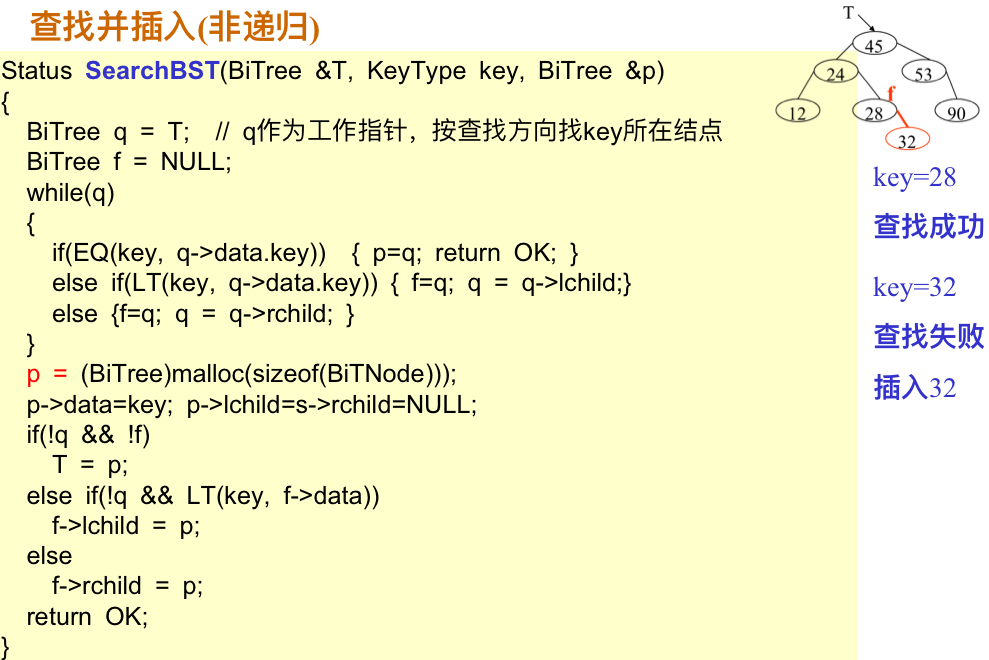 查找并插入(非递归)
Status SearchBST(BiTree &T, KeyType key, BiTree &p)
{
BiTree q = T; // q作为工作指针，按查找方向找key所在结点
BiTree f = NULL;
while(q)
{
if(EQ(key, q->data.key)) { p=q; return OK; }
else if(LT(key, q->data.key)) { f=q; q = q->lchild;}
else {f=q; q = q->rchild; }
}
p = (BiTree)malloc(sizeof(BiTNode)));
p->data=key; p->lchild=s->rchild=NULL;
if(!q && !f)
T = p;
else if(!q && LT(key, f->data))
f->lchild = p;
else
f->rchild = p;
return OK;
}
T
45
24 53
f
12 28 90
32
key=28
查找成功
key=32
查找失败
插入32